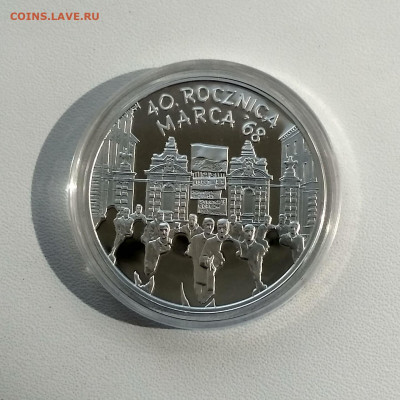 COINS.LAVE.RU
40. ROCZNICA
MARCA '68